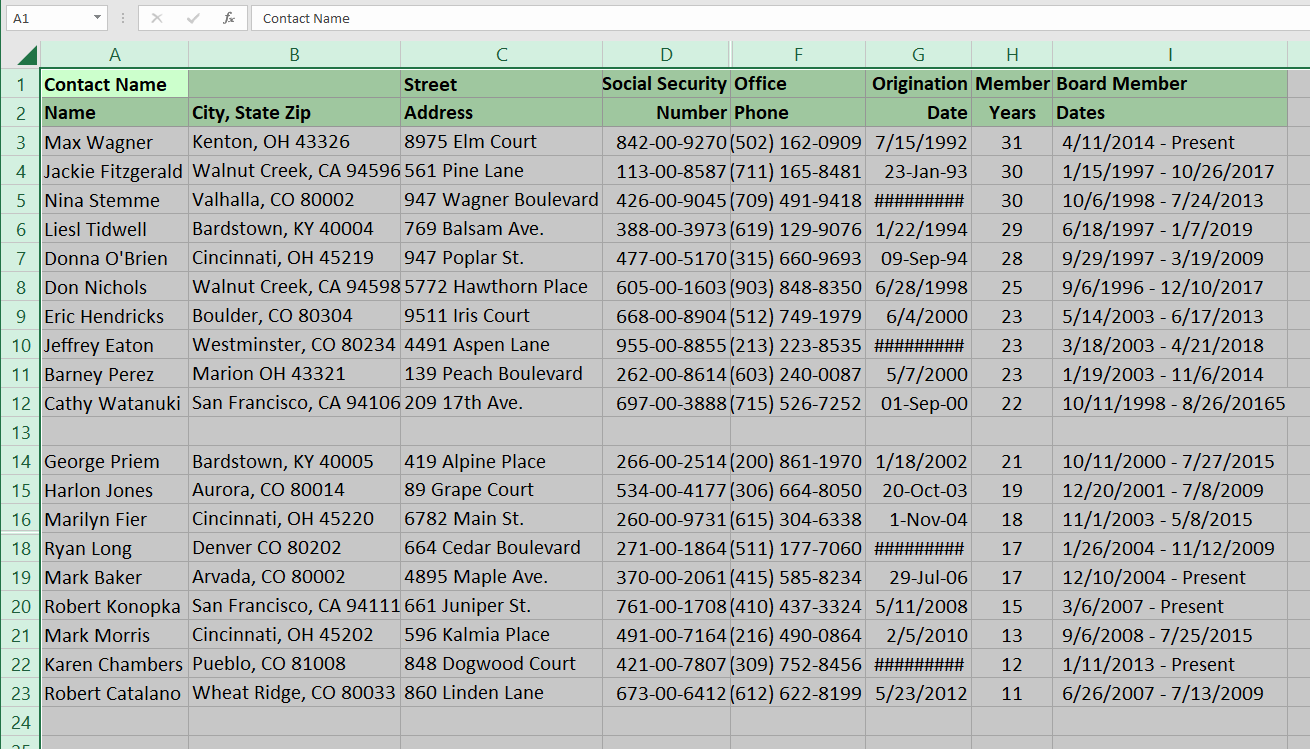 A1 fx Contact Name
A B C D F G H I
1 Contact Name Street Social Security Office Origination Member Board Member
2 Name City, State Zip Address Number Phone Date Years Dates
3 Max Wagner Kenton, OH 43326 8975 Elm Court 842-00-9270 (502) 162-0909 7/15/1992 31 4/11/2014 - Present
4 Jackie Fitzgerald Walnut Creek, CA 94596 561 Pine Lane 113-00-8587 (711) 165-8481 23-Jan-93 30 1/15/1997 - 10/26/2017
5 Nina Stemme Valhalla, CO 80002 947 Wagner Boulevard 426-00-9045 (709) 491-9418 ######### 30 10/6/1998 - 7/24/2013
6 Liesl Tidwell Bardstown, KY 40004 769 Balsam Ave. 388-00-3973 (619) 129-9076 1/22/1994 29 6/18/1997 - 1/7/2019
7 Donna O'Brien Cincinnati, OH 45219 947 Poplar St. 477-00-5170 (315) 660-9693 09-Sep-94 28 9/29/1997 - 3/19/2009
8 Don Nichols Walnut Creek, CA 94598 5772 Hawthorn Place 605-00-1603 (903) 848-8350 6/28/1998 25 9/6/1996 - 12/10/2017
9 Eric Hendricks Boulder, CO 80304 9511 Iris Court 668-00-8904 (512) 749-1979 6/4/2000 23 5/14/2003 - 6/17/2013
10 Jeffrey Eaton Westminster, CO 80234 4491 Aspen Lane 955-00-8855 (213) 223-8535 ######### 23 3/18/2003 - 4/21/2018
11 Barney Perez Marion OH 43321 139 Peach Boulevard 262-00-8614 (603) 240-0087 5/7/2000 23 1/19/2003 - 11/6/2014
12 Cathy Watanuki San Francisco, CA 94106 209 17th Ave. 697-00-3888 (715) 526-7252 01-Sep-00 22 10/11/1998 - 8/26/20165
13
14 George Priem Bardstown, KY 40005 419 Alpine Place 266-00-2514 (200) 861-1970 1/18/2002 21 10/11/2000 - 7/27/2015
15 Harlon Jones Aurora, CO 80014 89 Grape Court 534-00-4177 (306) 664-8050 20-Oct-03 19 12/20/2001 - 7/8/2009
16 Marilyn Fier Cincinnati, OH 45220 6782 Main St. 260-00-9731 (615) 304-6338 1-Nov-04 18 11/1/2003 - 5/8/2015
18 Ryan Long Denver CO 80202 664 Cedar Boulevard 271-00-1864 (511) 177-7060 ######### 17 1/26/2004 - 11/12/2009
19 Mark Baker Arvada, CO 80002 4895 Maple Ave. 370-00-2061 (415) 585-8234 29-Jul-06 17 12/10/2004 - Present
20 Robert Konopka San Francisco, CA 94111 661 Juniper St. 761-00-1708 (410) 437-3324 5/11/2008 15 3/6/2007 - Present
21 Mark Morris Cincinnati, OH 45202 596 Kalmia Place 491-00-7164 (216) 490-0864 2/5/2010 13 9/6/2008 - 7/25/2015
22 Karen Chambers Pueblo, CO 81008 848 Dogwood Court 421-00-7807 (309) 752-8456 ######### 12 1/11/2013 - Present
23 Robert Catalano Wheat Ridge, CO 80033 860 Linden Lane 673-00-6412 (612) 622-8199 5/23/2012 11 6/26/2007 - 7/13/2009
24